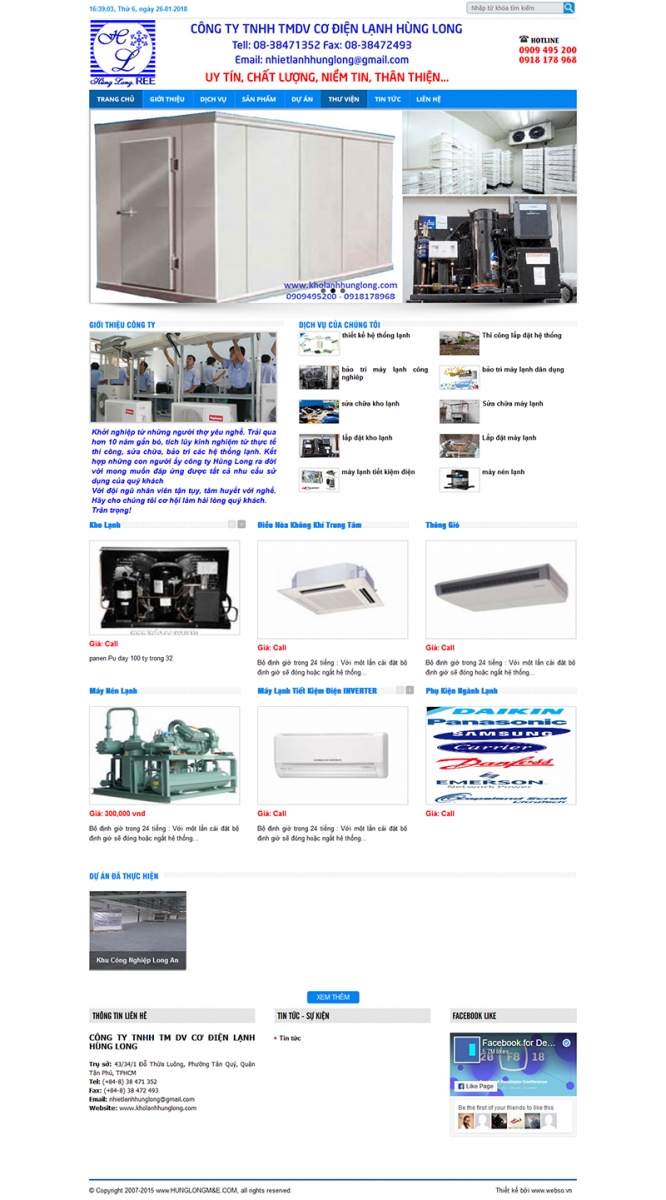 16:39:03, Thứ 6, ngày 26-01-2018
Nhập từ khóa tìm kiếm
Hùng Long. REE
CÔNG TY TNHH TMDV CƠ ĐIỆN LẠNH HÙNG LONG
Tell: 08-38471352 Fax: 08-38472493
Email: nhietlanhhunglong@gmail.com
UY TÍN, CHẤT LƯỢNG, NIỀM TIN, THÂN THIỆN...
HOTLINE
0909 495 200
0918 178 968
TRANG CHỦ GIỚI THIỆU DỊCH VỤ SẢN PHẨM DỰ ÁN THƯ VIỆN TIN TỨC LIÊN HỆ
www.kholanhhunglong.com
0909495200 - 0918178968
GIỚI THIỆU CÔNG TY
Khởi nghiệp từ những người thợ yêu nghề. Trải qua
hơn 10 năm gắn bó, tích lũy kinh nghiệm từ thực tế
thi công, sửa chữa, bảo trì các hệ thống lạnh. Kết
hợp những con người ấy công ty Hùng Long ra đời
với mong muốn đáp ứng được tất cả nhu cầu sử
dụng của quý khách
Với đội ngũ nhân viên tận tụy, tâm huyết với nghề.
Hãy cho chúng tôi cơ hội làm hài lòng quý khách.
Trân trọng!
DỊCH VỤ CỦA CHÚNG TÔI
thiết kế hệ thống lạnh
Thi công lắp đặt hệ thống
bảo trì máy lạnh công
nghiêp
bảo trì máy lạnh dân dụng
sửa chữa kho lạnh
Sửa chữa máy lạnh
lắp đặt kho lạnh
Lắp đặt máy lạnh
máy lạnh tiết kiệm điện
máy nén lạnh
Kho Lạnh
Giá: Call
panen Pu day 100 ty trong 32
Điều Hòa Không Khí Trung Tâm
Giá: Call
Bộ định giờ trong 24 tiếng : Với một lần cái đặt bộ
định giờ sẽ đóng hoặc ngắt hệ thống...
Thông Gió
Giá: Call
Bộ định giờ trong 24 tiếng : Với một lần cái đặt bộ
định giờ sẽ đóng hoặc ngắt hệ thống...
Máy Nén Lạnh
Giá: 300,000 vnd
Bộ định giờ trong 24 tiếng : Với một lần cái đặt bộ
định giờ sẽ đóng hoặc ngắt hệ thống...
Máy Lạnh Tiết Kiệm Điện INVERTER
Giá: Call
Bộ định giờ trong 24 tiếng : Với một lần cái đặt bộ
định giờ sẽ đóng hoặc ngắt hệ thống...
Phụ Kiện Ngành Lạnh
DAIKIN
Panasonic
SAMSUNG
Carrier
Danfoss
EMERSON
Network Power
Copeland Scroll
UltraTech
Giá: Call
DỰ ÁN ĐÃ THỰC HIỆN
Khu Công Nghiệp Long An
XEM THÊM
THÔNG TIN LIÊN HÊ
CÔNG TY TNHH TM DV CƠ ĐIỆN LẠNH
HÙNG LONG
Trụ sở: 43/34/1 Đỗ Thừa Luông, Phường Tân Quý, Quận
Tân Phú, TPHCM
Tel: (+84-8) 38 471 352
Fax: (+84-8) 38 472 493
Email: nhietlanhhunglong@gmail.com
Website: www.kholanhhunglong.com
TIN TỨC - SỰ KIỆN
Tin tức
FACEBOOK LIKE
Facebook for De...
5.7M likes
20 F8 18
Developer Conference
Like Page
Be the first of your friends to like this
© Copyright 2007-2015 www.HUNGLONGM&E.COM, all rights reserved.
Thiết kế bởi www.webso.vn